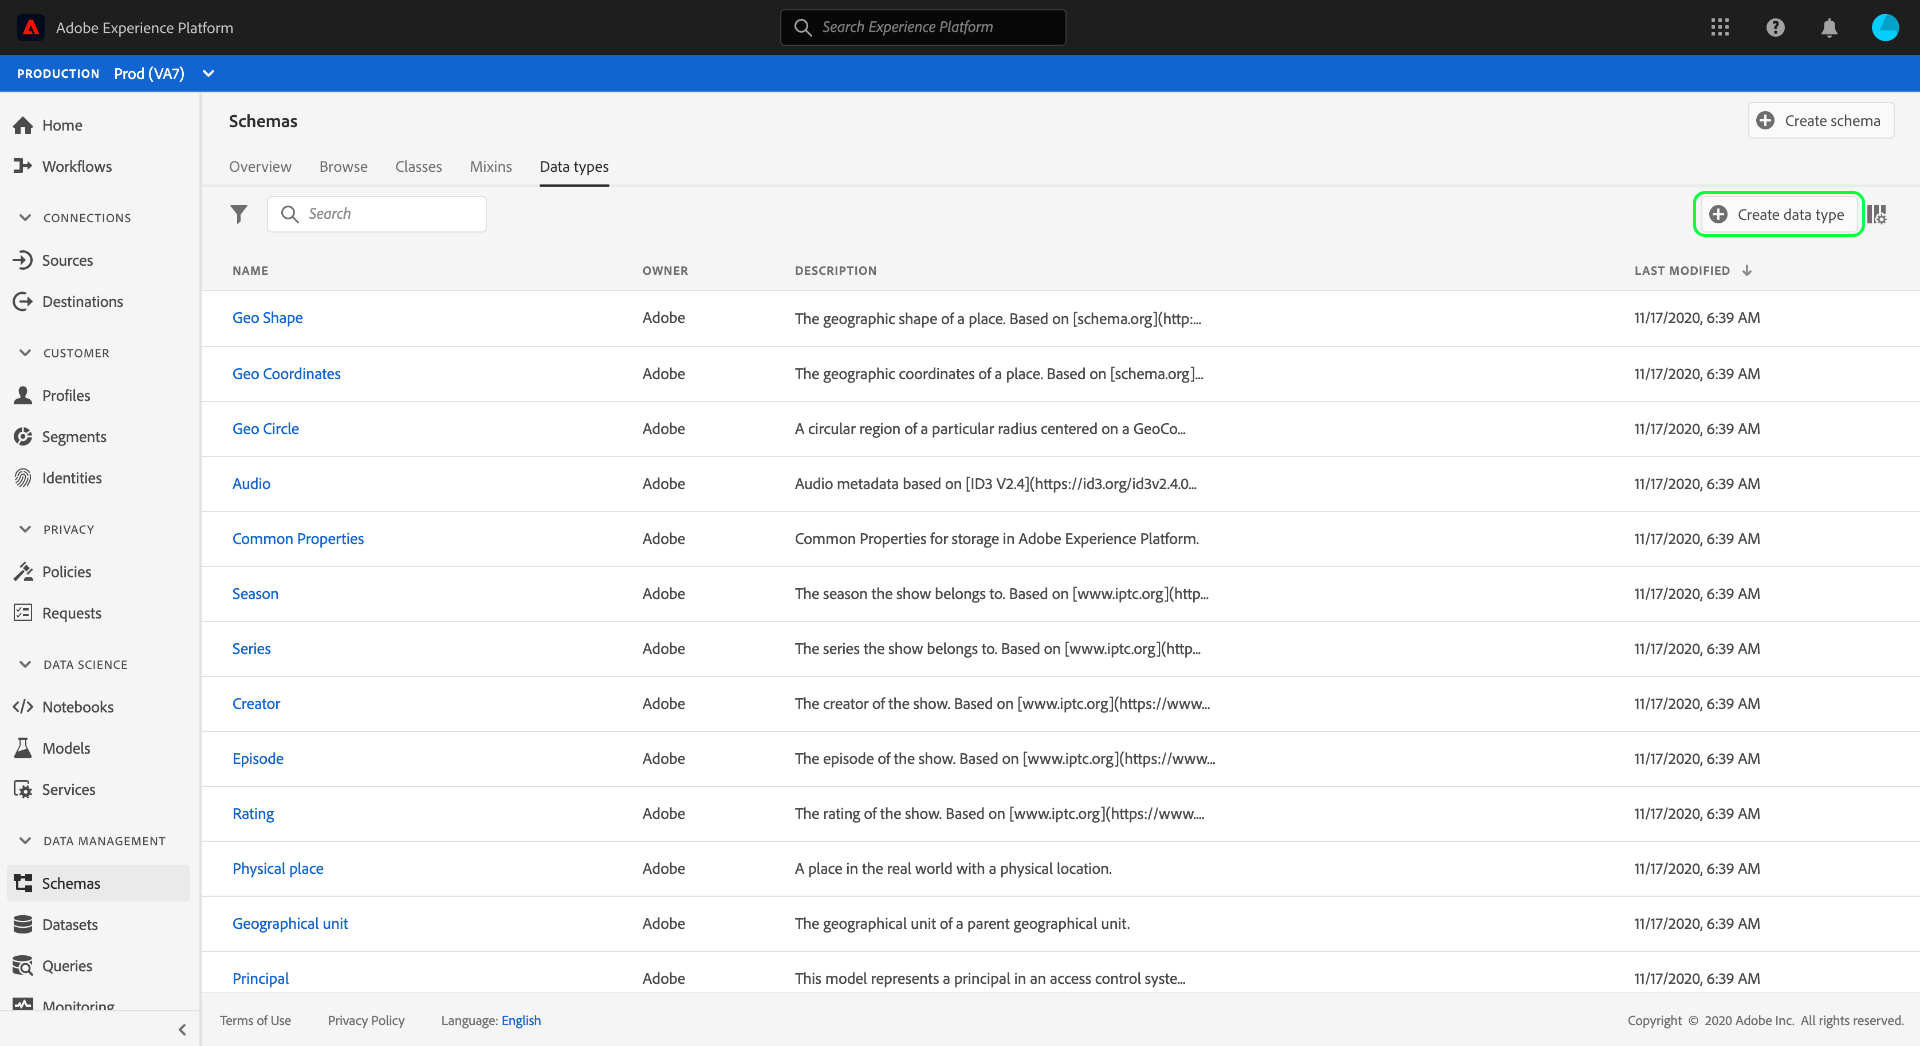 Adobe Experience Platform
Search Experience Platform
PRODUCTION Prod (VA7)
Home
Workflows
CONNECTIONS
Sources
Destinations
CUSTOMER
Profiles
Segments
Identities
PRIVACY
Policies
Requests
DATA SCIENCE
Notebooks
Models
Services
DATA MANAGEMENT
Schemas
Datasets
Queries
Monitoring
Schemas
Create schema
Overview Browse Classes Mixins Data types
Search
Create data type
NAME OWNER DESCRIPTION LAST MODIFIED
Geo Shape Adobe The geographic shape of a place. Based on [schema.org](http:... 11/17/2020, 6:39 AM
Geo Coordinates Adobe The geographic coordinates of a place. Based on [schema.org]... 11/17/2020, 6:39 AM
Geo Circle Adobe A circular region of a particular radius centered on a GeoCo... 11/17/2020, 6:39 AM
Audio Adobe Audio metadata based on [ID3 V2.4](https://id3.org/id3v2.4.0... 11/17/2020, 6:39 AM
Common Properties Adobe Common Properties for storage in Adobe Experience Platform. 11/17/2020, 6:39 AM
Season Adobe The season the show belongs to. Based on [www.iptc.org](http... 11/17/2020, 6:39 AM
Series Adobe The series the show belongs to. Based on [www.iptc.org](http... 11/17/2020, 6:39 AM
Creator Adobe The creator of the show. Based on [www.iptc.org](https://www... 11/17/2020, 6:39 AM
Episode Adobe The episode of the show. Based on [www.iptc.org](https://www... 11/17/2020, 6:39 AM
Rating Adobe The rating of the show. Based on [www.iptc.org](https://www.... 11/17/2020, 6:39 AM
Physical place Adobe A place in the real world with a physical location. 11/17/2020, 6:39 AM
Geographical unit Adobe The geographical unit of a parent geographical unit. 11/17/2020, 6:39 AM
Principal Adobe This model represents a principal in an access control syste... 11/17/2020, 6:39 AM
Terms of Use Privacy Policy Language: English
Copyright © 2020 Adobe Inc. All rights reserved.